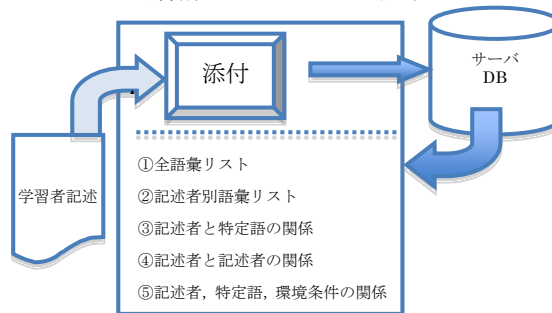 添付
サーバ
DB
学習者記述
①全語彙リスト
②記述者別語彙リスト
③記述者と特定語の関係
④記述者と記述者の関係
⑤記述者, 特定語, 環境条件の関係